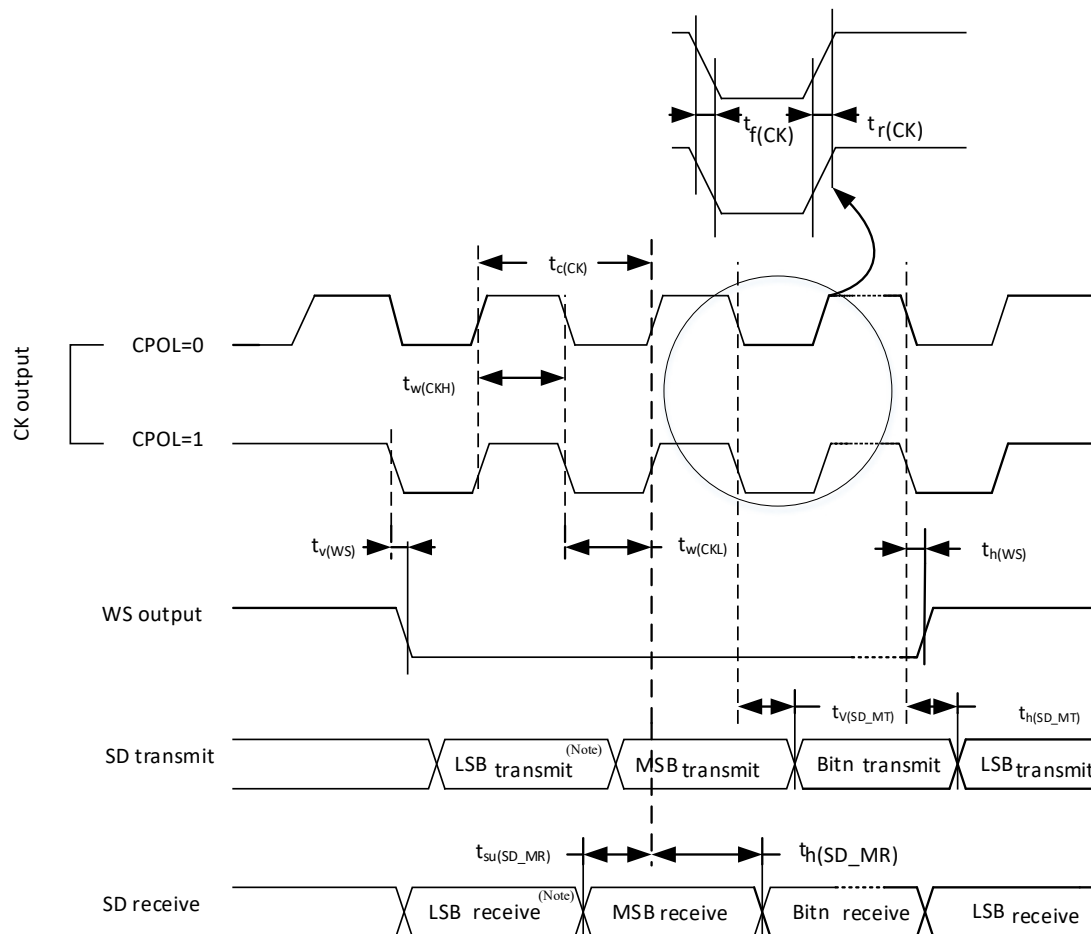 tf(CK)
tr(CK)
tc(CK)
CK output
CPOL=0
tw(CKH)
CPOL=1
tv(WS)
tw(CKL)
th(WS)
WS output
tV(SD_MT)
th(SD_MT)
SD transmit
LSB transmit (Note)
MSB transmit
Bitn transmit
LSB transmit
tsu(SD_MR)
th(SD_MR)
SD receive
LSB receive (Note)
MSB receive
Bitn receive
LSB receive